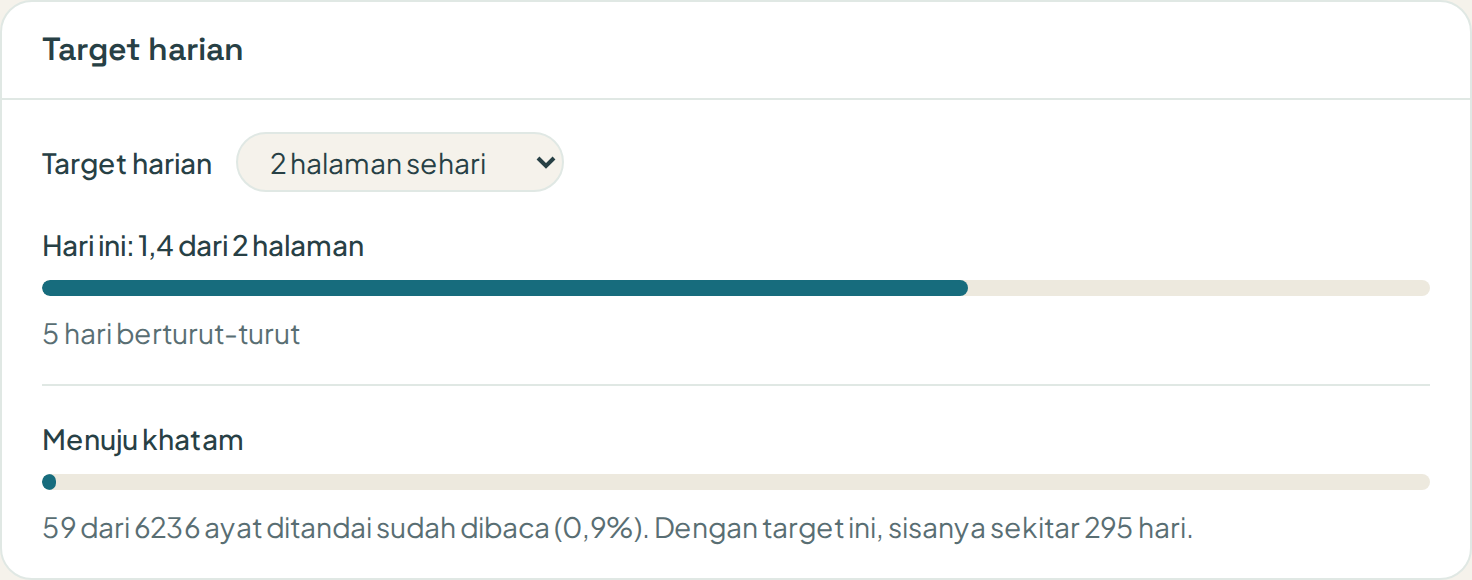 Target harian
Target harian 2 halaman sehari
Hari ini: 1,4 dari 2 halaman
5 hari berturut-turut
Menuju khatam
59 dari 6236 ayat ditandai sudah dibaca (0,9%). Dengan target ini, sisanya sekitar 295 hari.